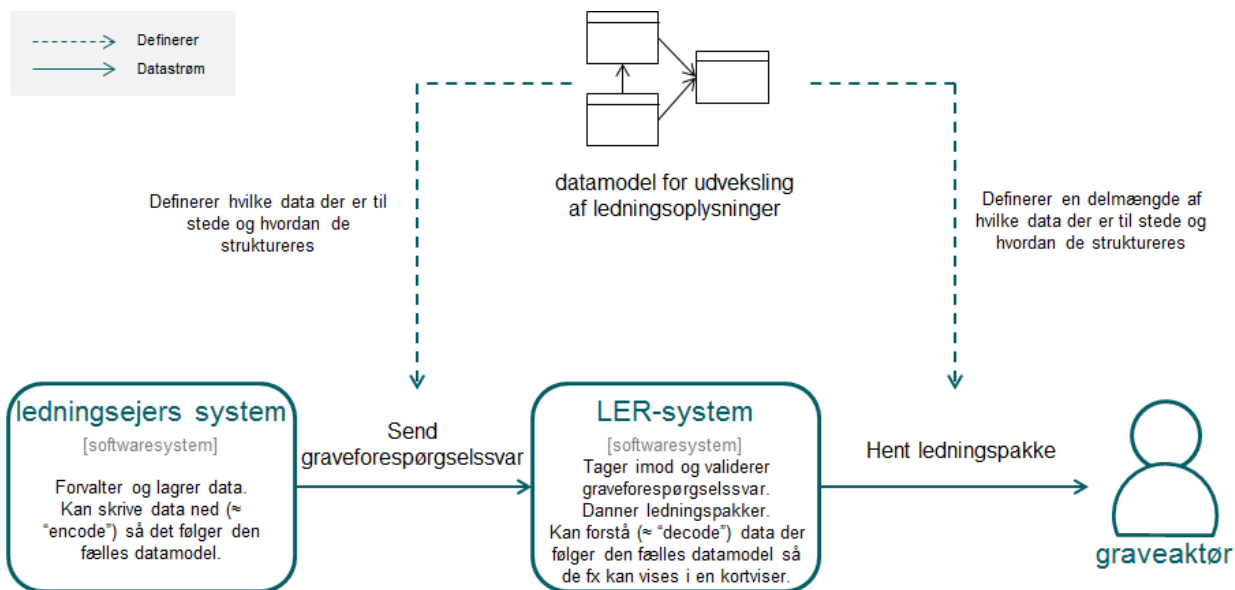 Definerer
Datastrøm
datamodel for udveksling
af ledningsoplysninger
Definerer hvilke data der er til
stede og hvordan de
struktureres
Definerer en delmængde af
hvilke data der er til stede og
hvordan de struktureres
ledningsejers system
[softwaresystem]
Forvalter og lagrer data.
Kan skrive data ned (≈
“encode”) så det følger den
fælles datamodel.
Send
graveforespørgselssvar
LER-system
[softwaresystem]
Tager imod og validerer
graveforespørgselssvar.
Danner ledningspakker.
Kan forstå (≈ “decode”) data der
følger den fælles datamodel så
de fx kan vises i en kortviser.
Hent ledningspakke
graveaktør